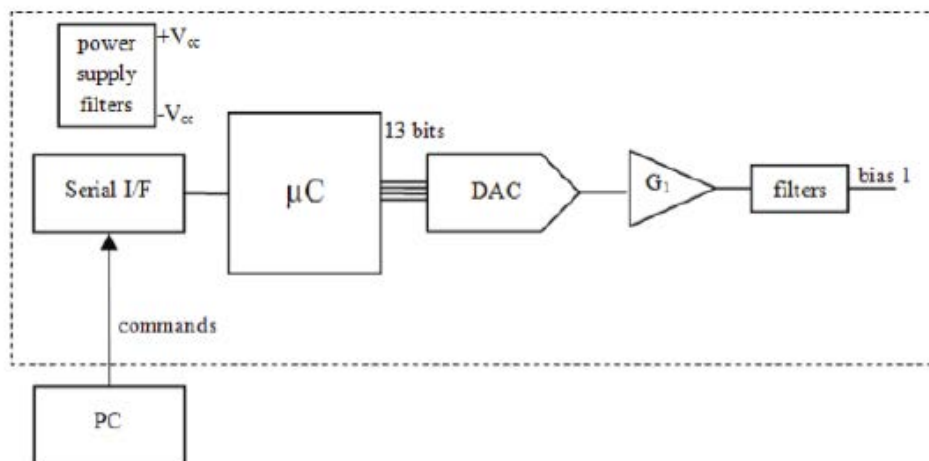 power
supply
filters
+Vcc
-Vcc
Serial I/F
μC
13 bits
DAC
G1
filters
bias 1
commands
PC